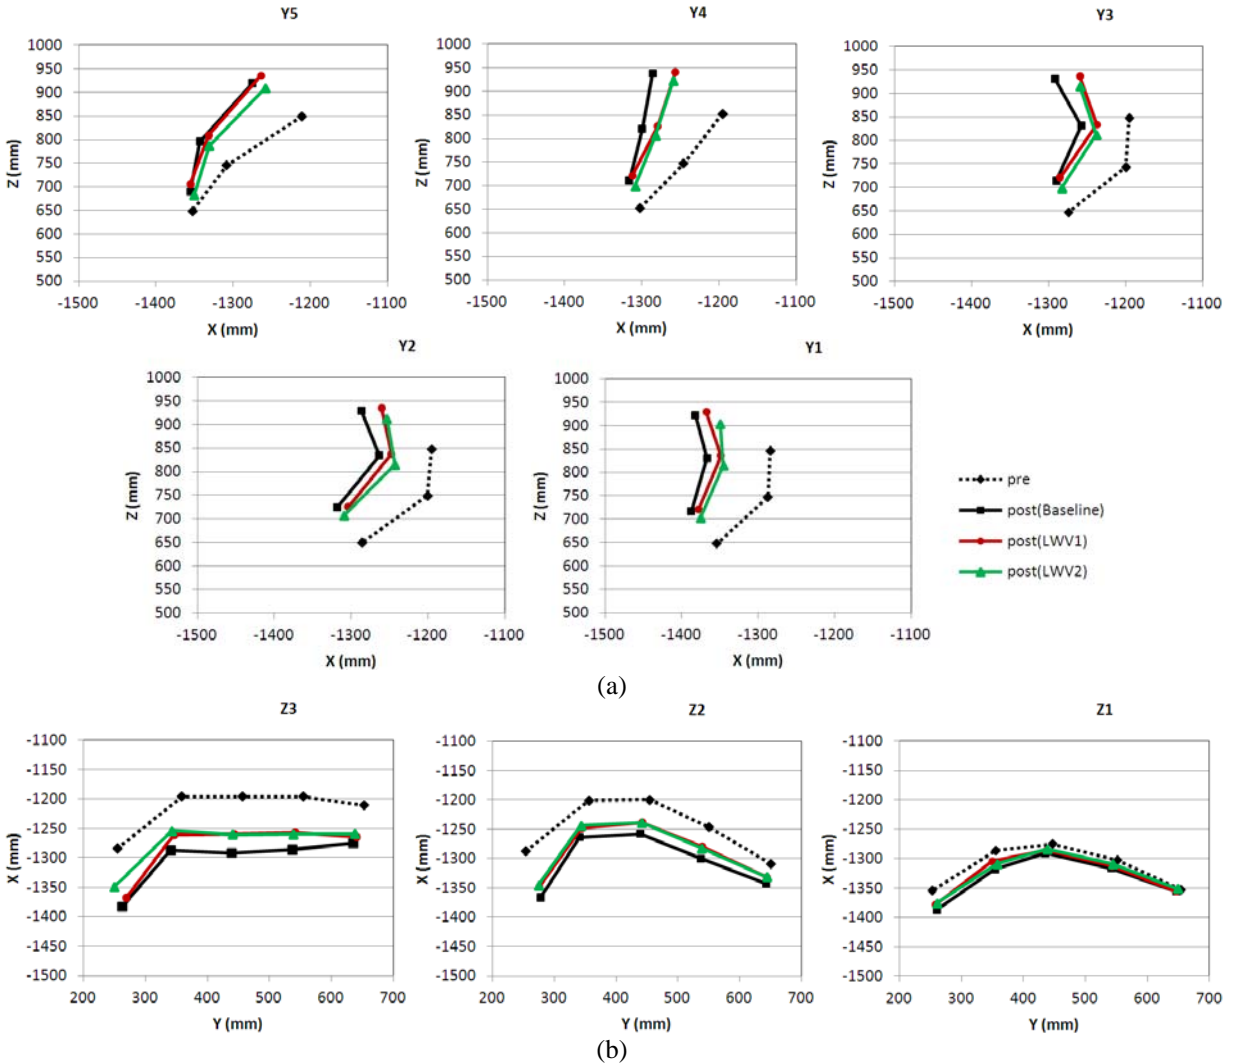 Y5
1000
950
900
850
800
750
700
650
600
550
500
Z (mm)
-1500 -1400 -1300 -1200 -1100
X (mm)
Y4
1000
950
900
850
800
750
700
650
600
550
500
Z (mm)
-1500 -1400 -1300 -1200 -1100
X (mm)
Y3
1000
950
900
850
800
750
700
650
600
550
500
Z (mm)
-1500 -1400 -1300 -1200 -1100
X (mm)
Y2
1000
950
900
850
800
750
700
650
600
550
500
Z (mm)
-1500 -1400 -1300 -1200 -1100
X (mm)
Y1
1000
950
900
850
800
750
700
650
600
550
500
Z (mm)
-1500 -1400 -1300 -1200 -1100
X (mm)
pre
post(Baseline)
post(LWV1)
post(LWV2)
(a)
Z3
-1100
-1150
-1200
-1250
-1300
-1350
-1400
-1450
-1500
X (mm)
200 300 400 500 600 700
Y (mm)
Z2
-1100
-1150
-1200
-1250
-1300
-1350
-1400
-1450
-1500
X (mm)
200 300 400 500 600 700
Y (mm)
Z1
-1100
-1150
-1200
-1250
-1300
-1350
-1400
-1450
-1500
X (mm)
200 300 400 500 600 700
Y (mm)
(b)